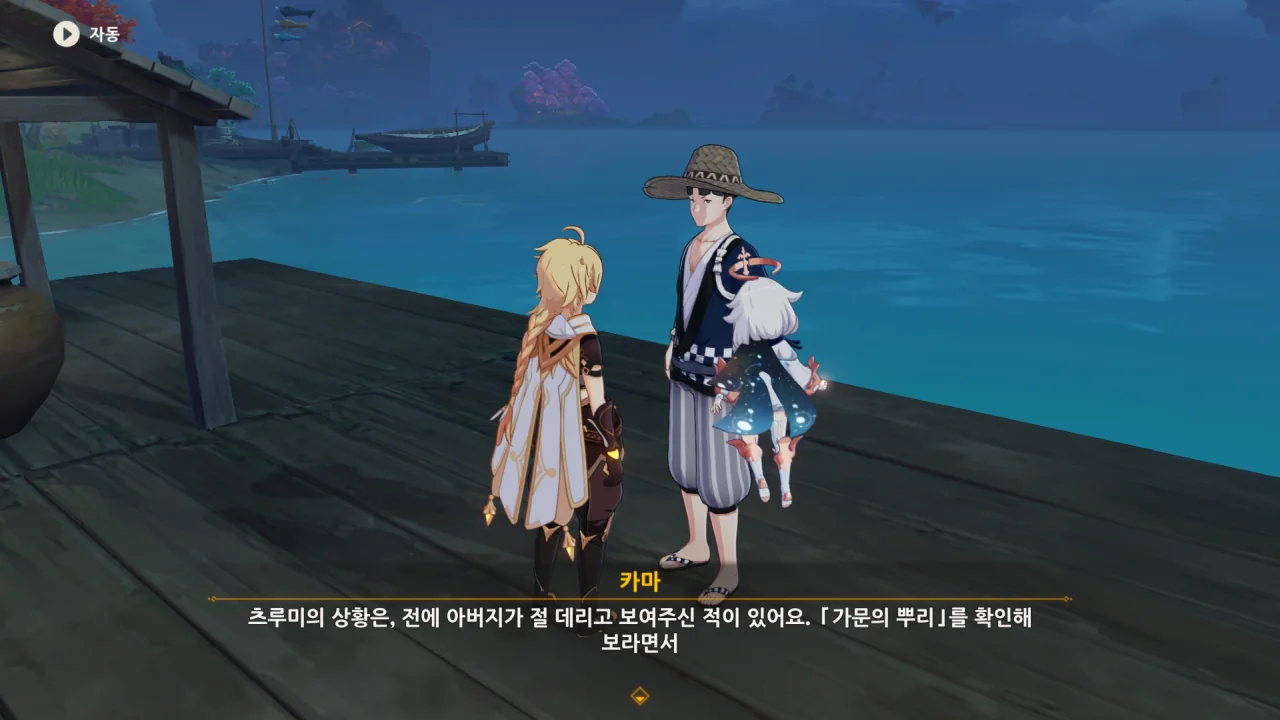 자동
카마
츠루미의 상황은, 전에 아버지가 절 데리고 보여주신 적이 있어요. 「가문의 뿌리」를 확인해
보라면서